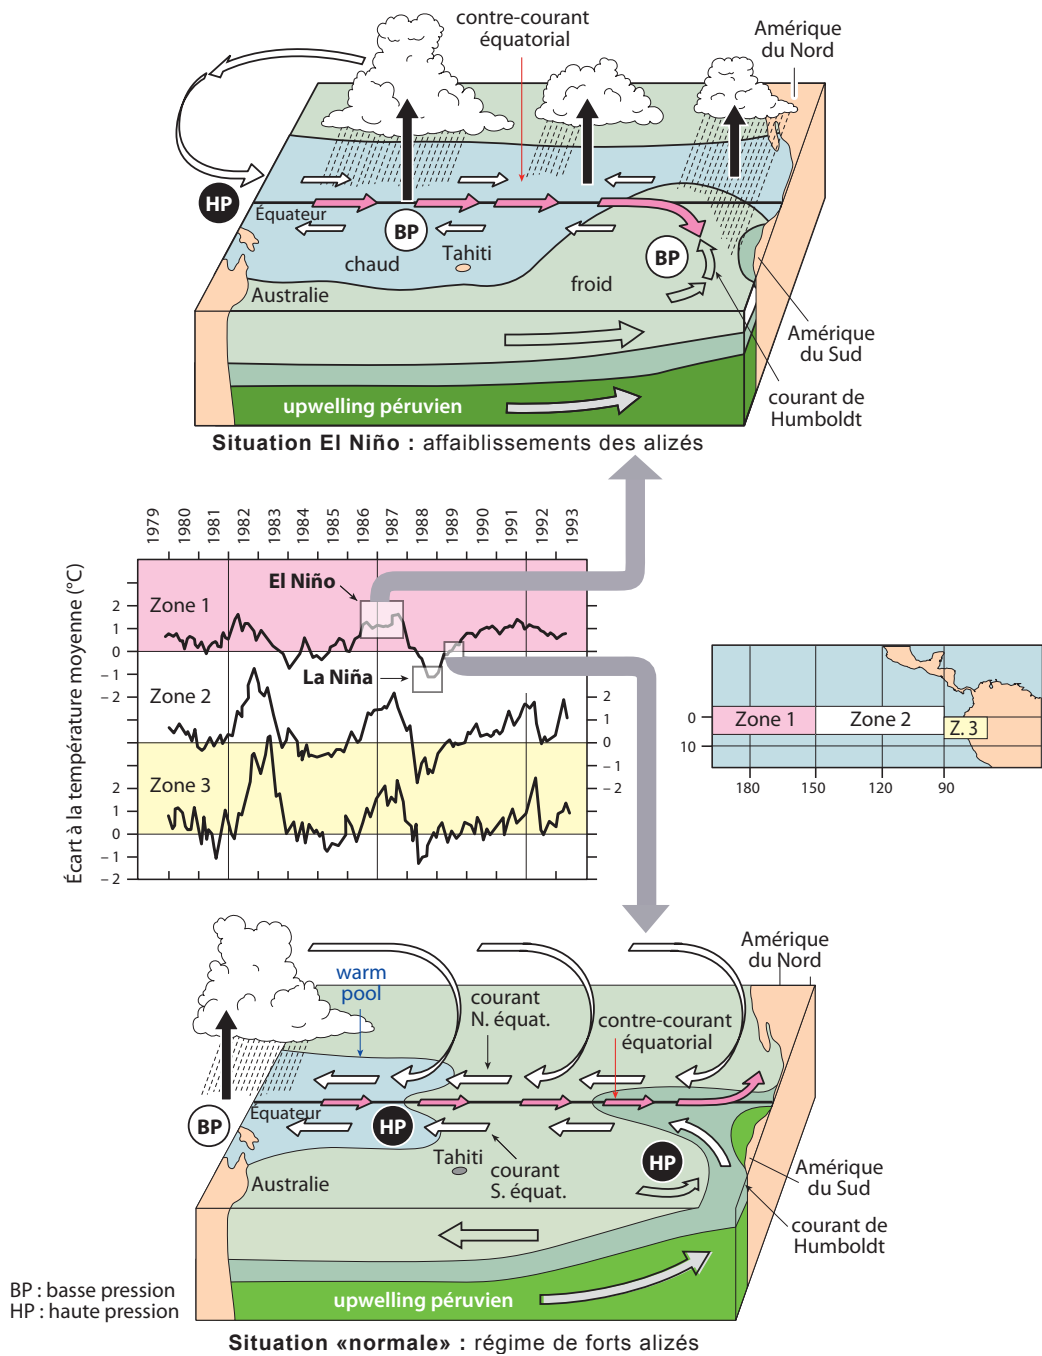 contre-courant
équatorial
Amérique
du Nord
HP
Équateur
BP
chaud
Tahiti
BP
froid
Australie
Amérique
du Sud
courant de
Humboldt
upwelling péruvien
Situation El Niño : affaiblissements des alizés
1979 1980 1981 1982 1983 1984 1985 1986 1987 1988 1989 1990 1991 1992 1993
Écart à la température moyenne (°C)
El Niño
Zone 1
2
1
0
– 1
– 2
La Niña
Zone 2
2
1
0
– 1
– 2
Zone 3
2
1
0
– 1
– 2
Zone 1 Zone 2 Z. 3
0
10
180 150 120 90
Amérique
du Nord
warm
pool
courant
N. équat.
contre-courant
équatorial
Équateur
BP
HP
Tahiti
HP
courant
S. équat.
Australie
Amérique
du Sud
courant de
Humboldt
BP : basse pression
HP : haute pression
upwelling péruvien
Situation «normale» : régime de forts alizés